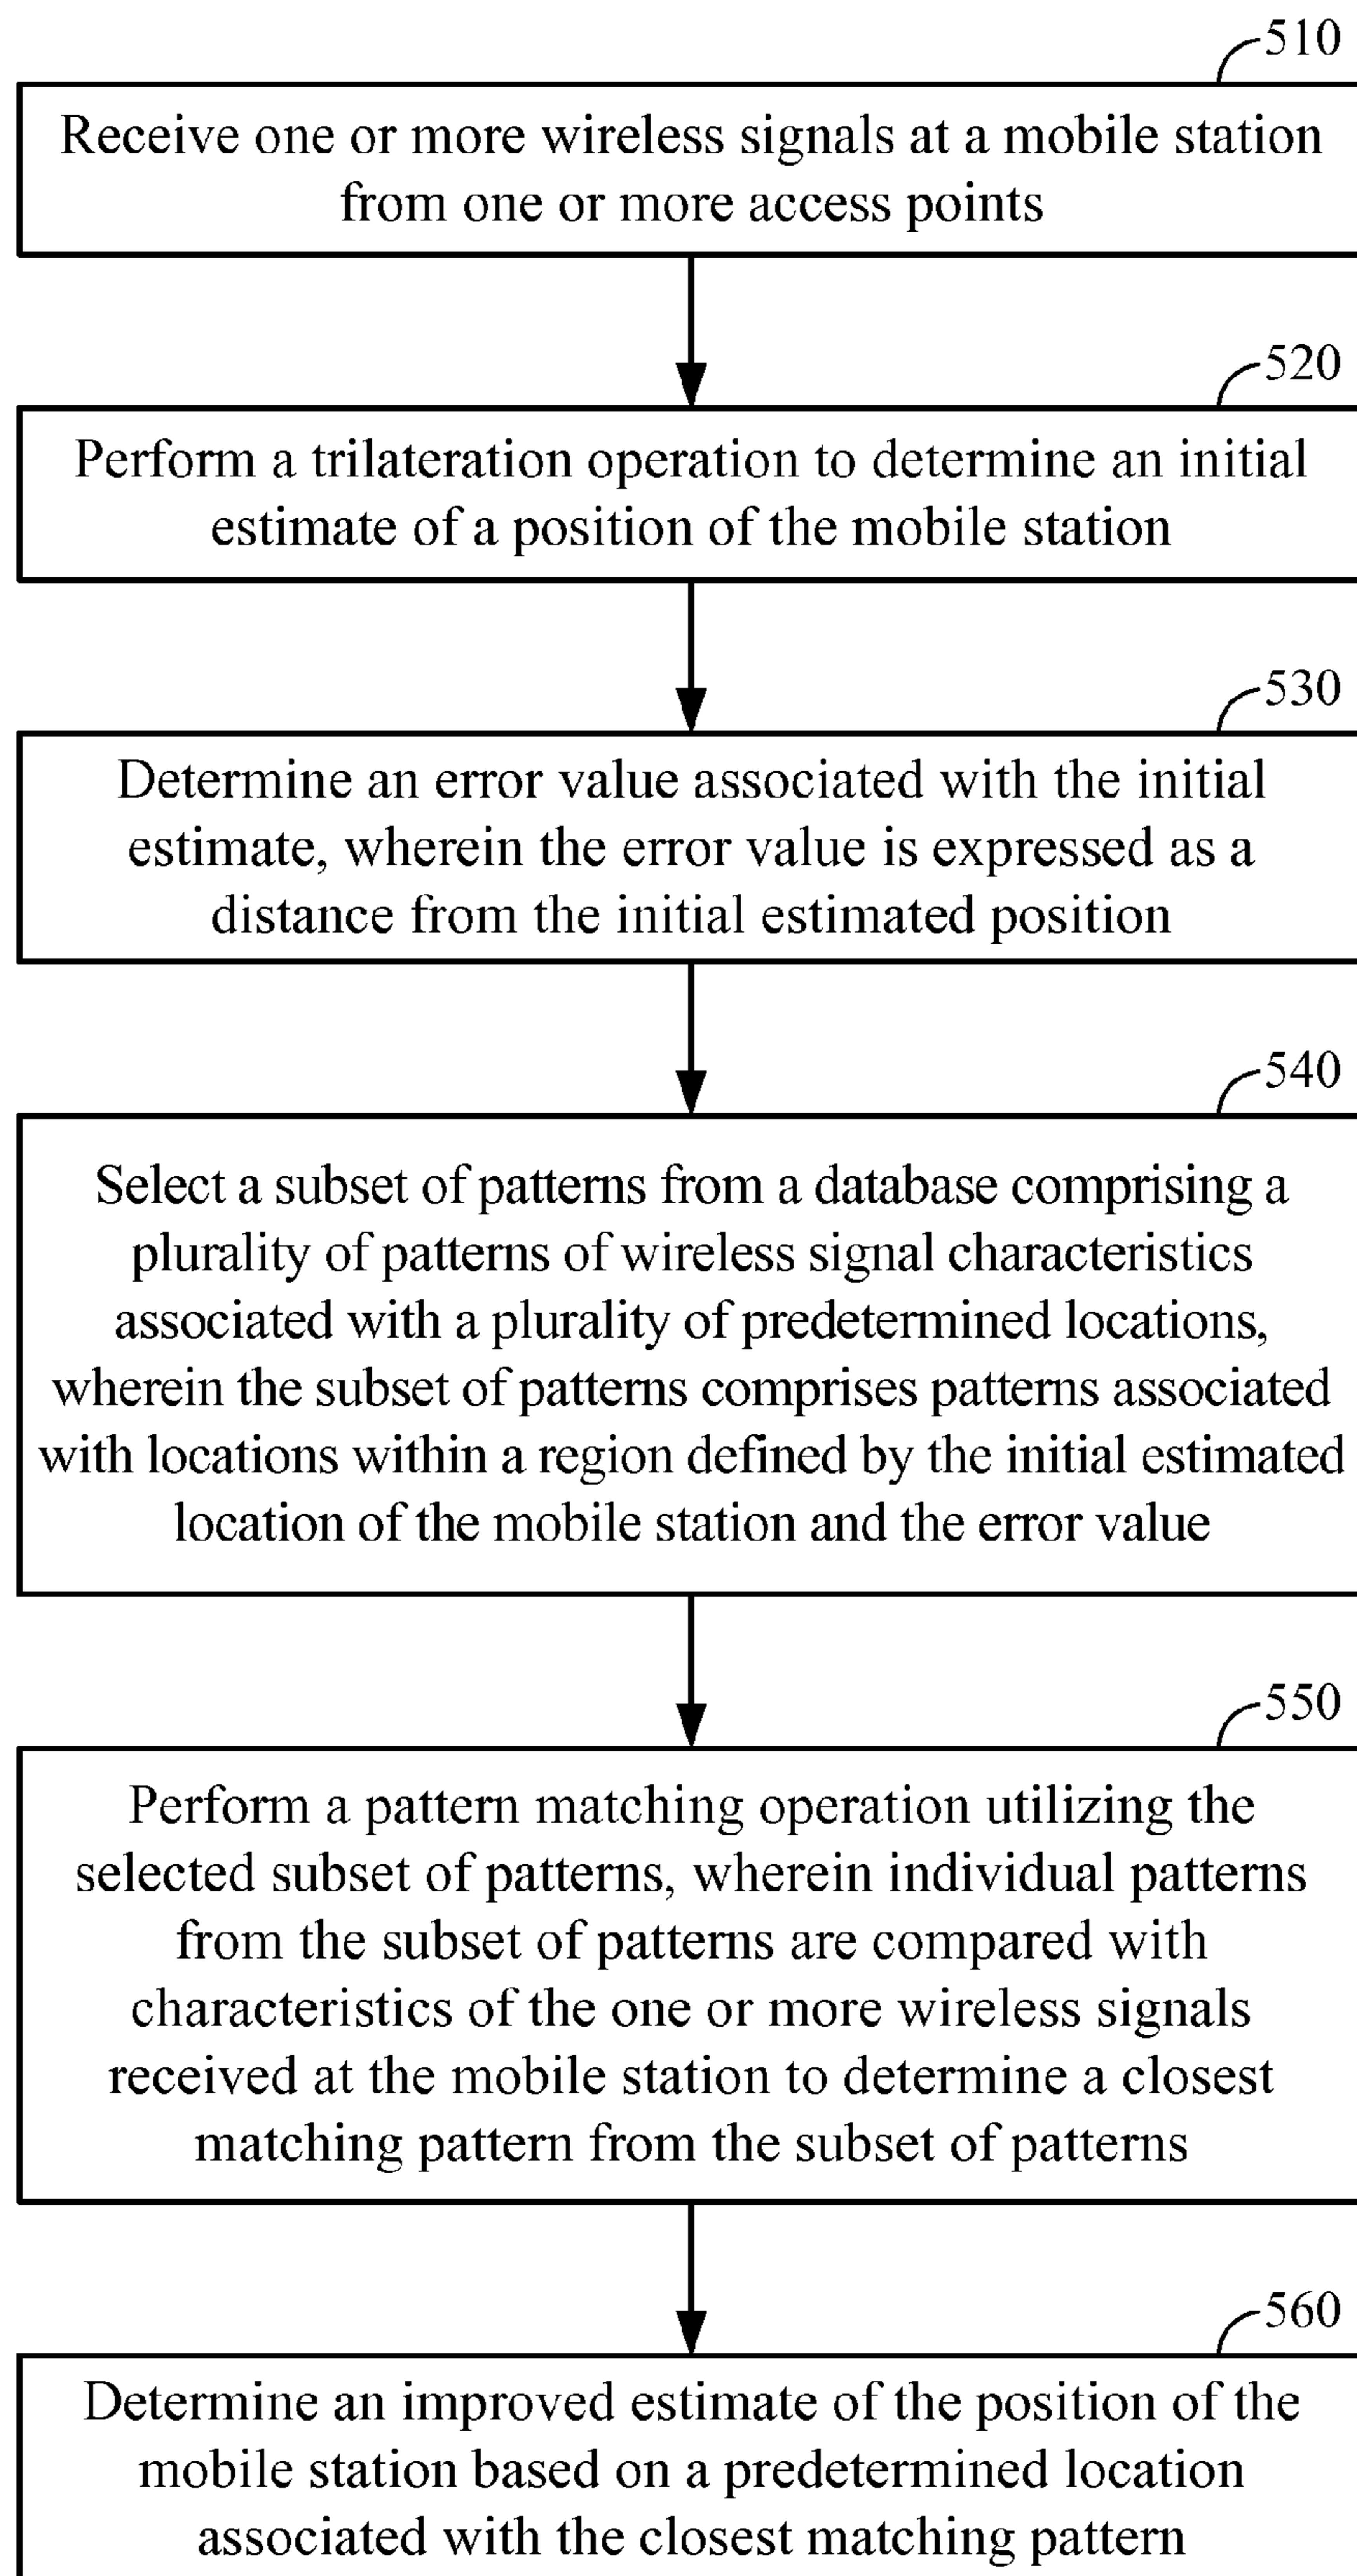 510
Receive one or more wireless signals at a mobile station
from one or more access points
520
Perform a trilateration operation to determine an initial
estimate of a position of the mobile station
530
Determine an error value associated with the initial
estimate, wherein the error value is expressed as a
distance from the initial estimated position
540
Select a subset of patterns from a database comprising a
plurality of patterns of wireless signal characteristics
associated with a plurality of predetermined locations,
wherein the subset of patterns comprises patterns associated
with locations within a region defined by the initial estimated
location of the mobile station and the error value
550
Perform a pattern matching operation utilizing the
selected subset of patterns, wherein individual patterns
from the subset of patterns are compared with
characteristics of the one or more wireless signals
received at the mobile station to determine a closest
matching pattern from the subset of patterns
560
Determine an improved estimate of the position of the
mobile station based on a predetermined location
associated with the closest matching pattern